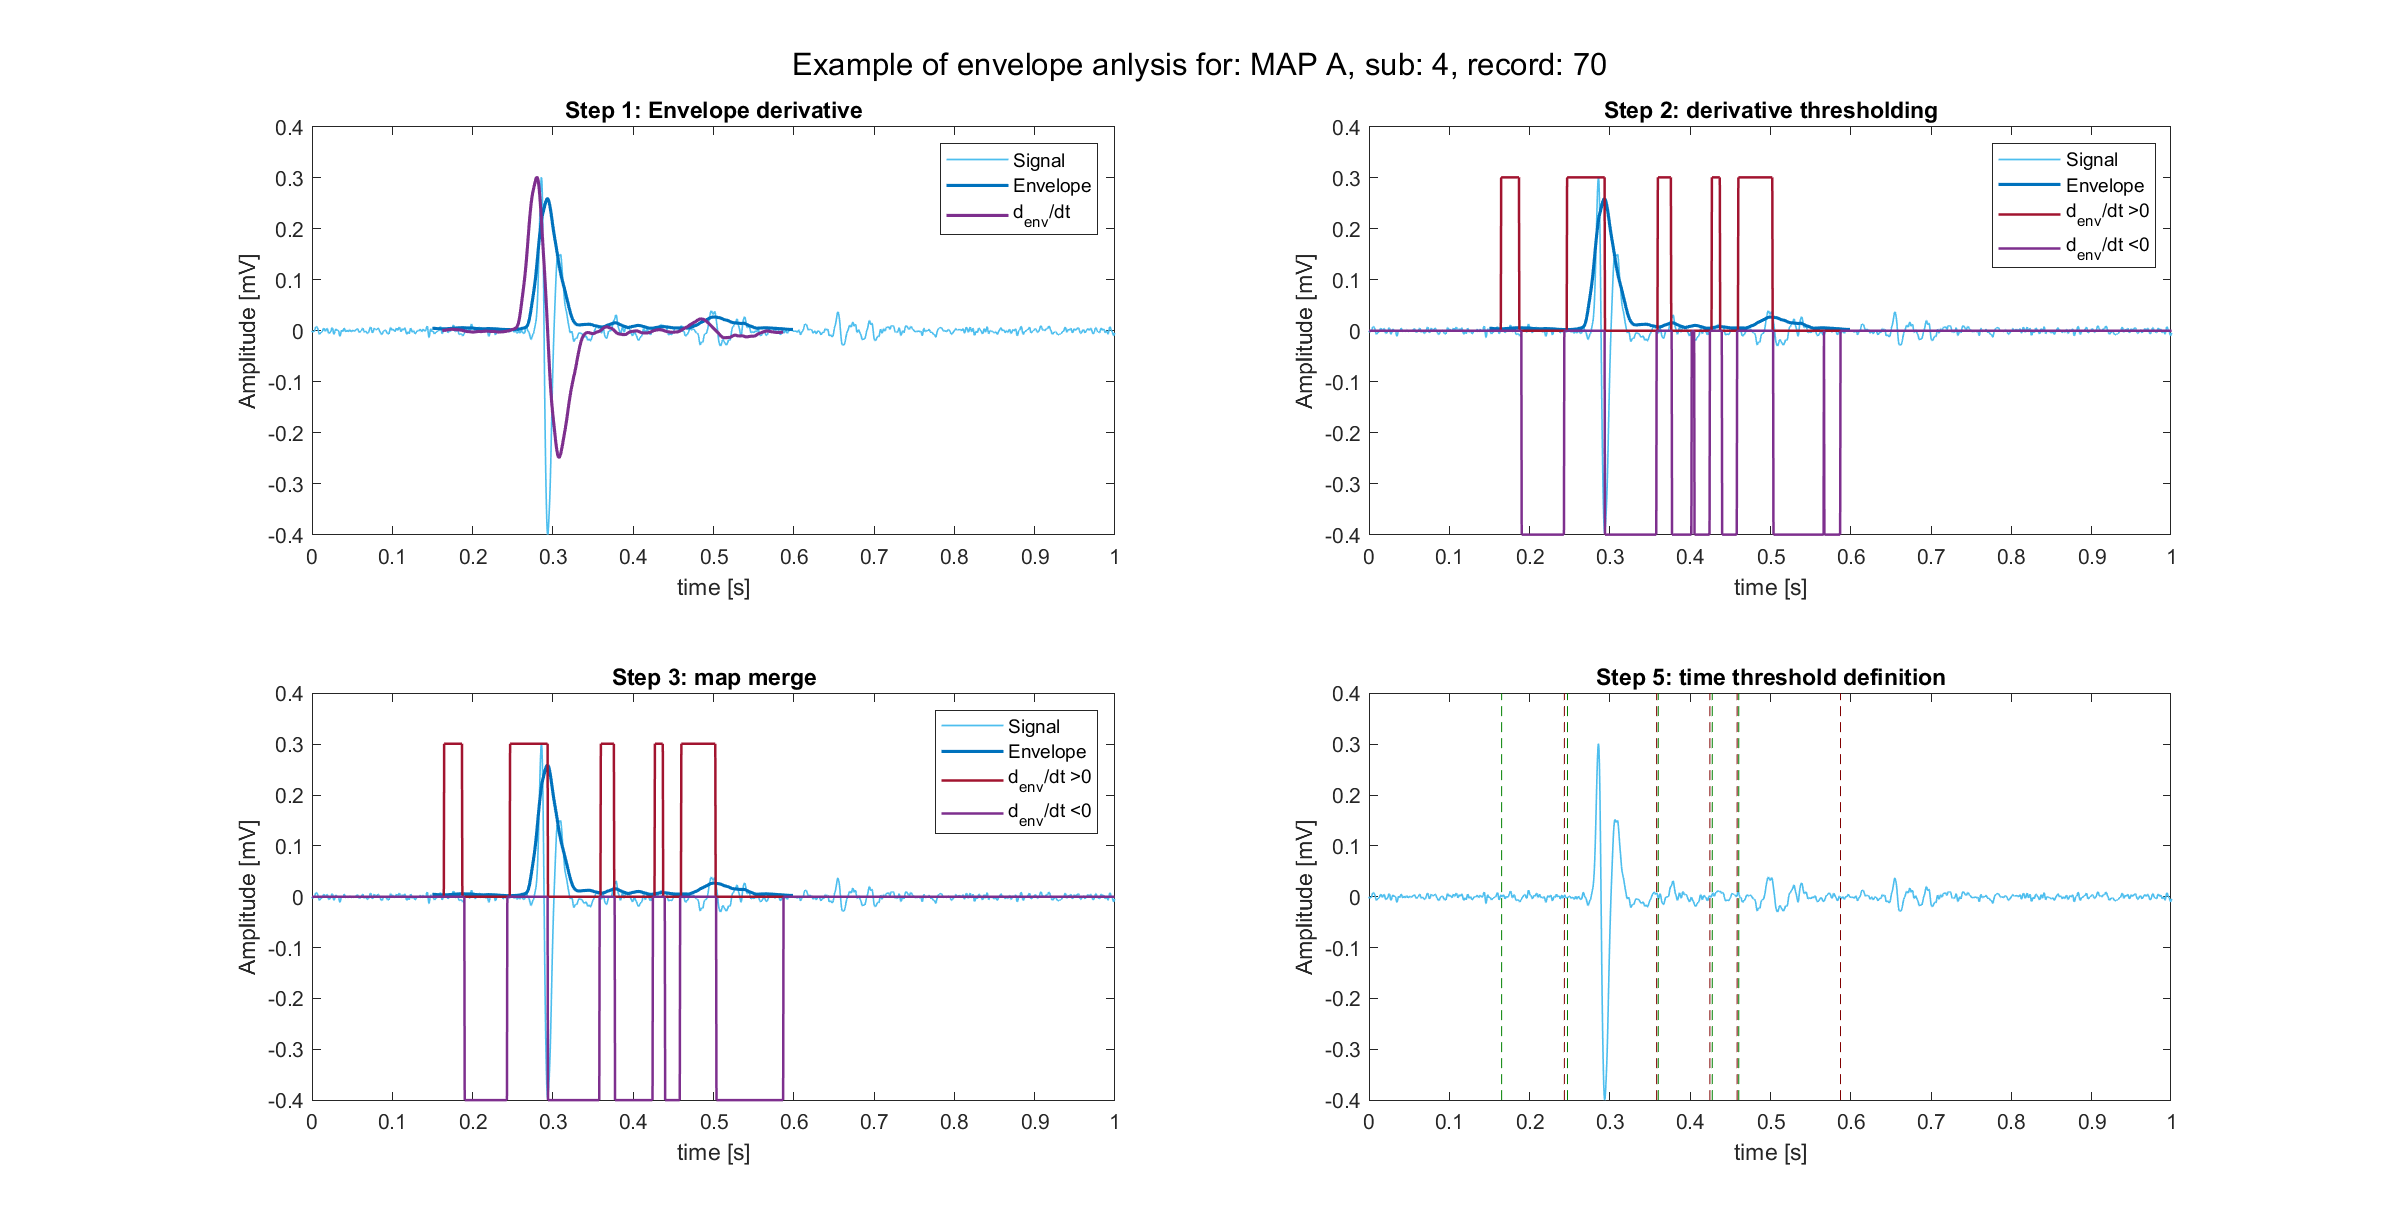 Example of envelope anlysis for: MAP A, sub: 4, record: 70
Step 1: Envelope derivative
0.4
0.3
0.2
0.1
0
-0.1
-0.2
-0.3
-0.4
Amplitude [mV]
0 0.1 0.2 0.3 0.4 0.5 0.6 0.7 0.8 0.9 1
time [s]
Signal
Envelope
d_env/dt
Step 2: derivative thresholding
0.4
0.3
0.2
0.1
0
-0.1
-0.2
-0.3
-0.4
Amplitude [mV]
0 0.1 0.2 0.3 0.4 0.5 0.6 0.7 0.8 0.9 1
time [s]
Signal
Envelope
d_env/dt >0
d_env/dt <0
Step 3: map merge
0.4
0.3
0.2
0.1
0
-0.1
-0.2
-0.3
-0.4
Amplitude [mV]
0 0.1 0.2 0.3 0.4 0.5 0.6 0.7 0.8 0.9 1
time [s]
Signal
Envelope
d_env/dt >0
d_env/dt <0
Step 5: time threshold definition
0.4
0.3
0.2
0.1
0
-0.1
-0.2
-0.3
-0.4
Amplitude [mV]
0 0.1 0.2 0.3 0.4 0.5 0.6 0.7 0.8 0.9 1
time [s]